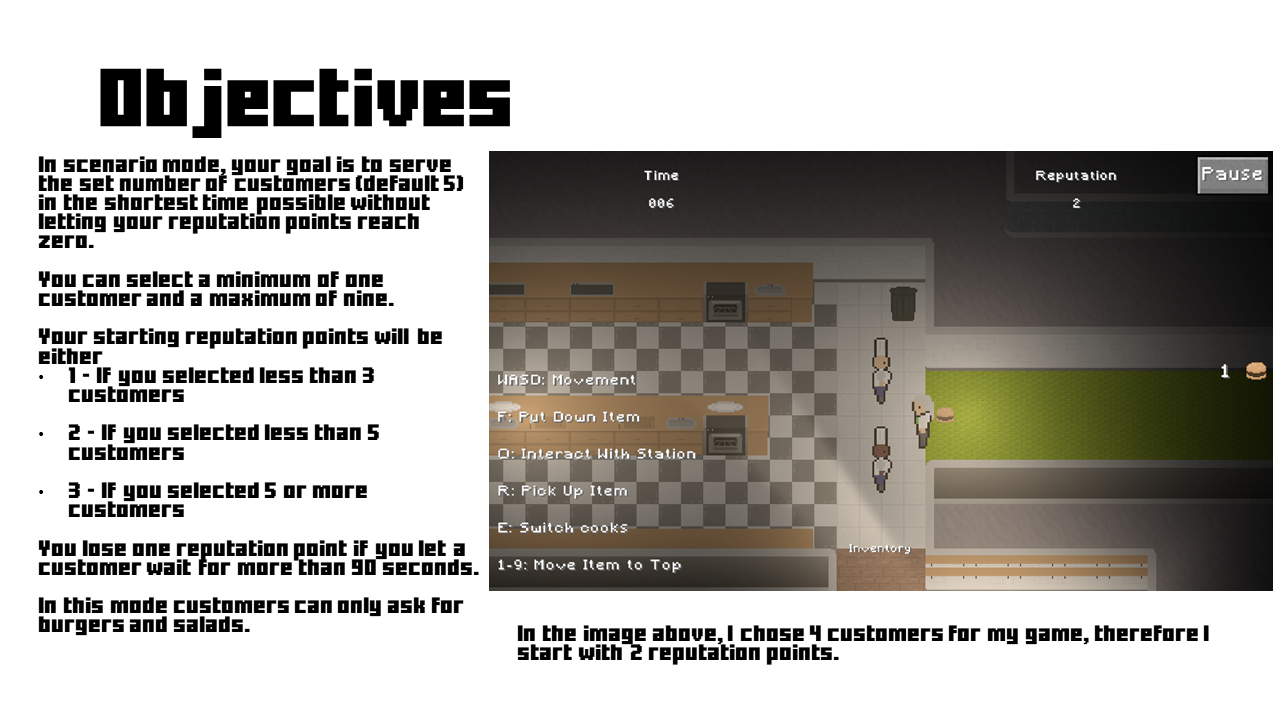 Objectives
In scenario mode, your goal is to serve
the set number of customers (default 5)
in the shortest time possible without
letting your reputation points reach
zero.
You can select a minimum of one
customer and a maximum of nine.
Your starting reputation points will be
either
• 1 - If you selected less than 3
customers
• 2 - If you selected less than 5
customers
• 3 - If you selected 5 or more
customers
You lose one reputation point if you let a
customer wait for more than 90 seconds.
In this mode customers can only ask for
burgers and salads.
Time
006
Reputation
2
Pause
1
WASD: Movement
F: Put Down Item
Q: Interact With Station
R: Pick Up Item
E: Switch cooks
1-9: Move Item to Top
Inventory
In the image above, I chose 4 customers for my game, therefore I
start with 2 reputation points.